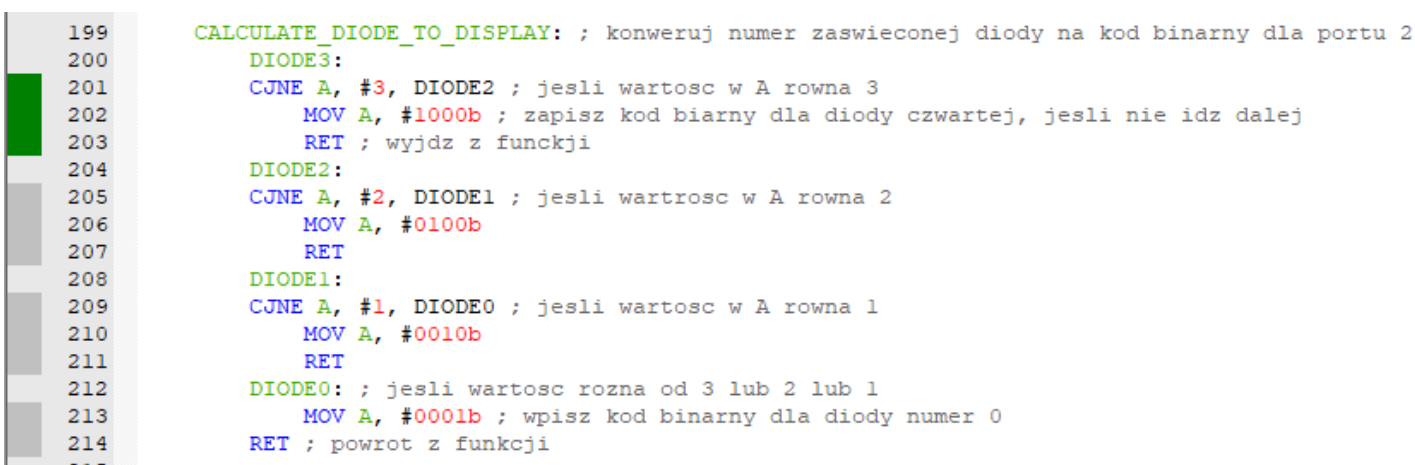 199 CALCULATE_DIODE_TO_DISPLAY: ; konweruj numer zaswieconej diody na kod binarny dla portu 2
200 DIODE3:
201 CJNE A, #3, DIODE2 ; jesli wartosc w A rowna 3
202 MOV A, #1000b ; zapisz kod biarny dla diody czwartej, jesli nie idz dalej
203 RET ; wyjdz z funckji
204 DIODE2:
205 CJNE A, #2, DIODE1 ; jesli wartrosc w A rowna 2
206 MOV A, #0100b
207 RET
208 DIODE1:
209 CJNE A, #1, DIODE0 ; jesli wartosc w A rowna 1
210 MOV A, #0010b
211 RET
212 DIODE0: ; jesli wartosc rozna od 3 lub 2 lub 1
213 MOV A, #0001b ; wpisz kod binarny dla diody numer 0
214 RET ; powrot z funkcji